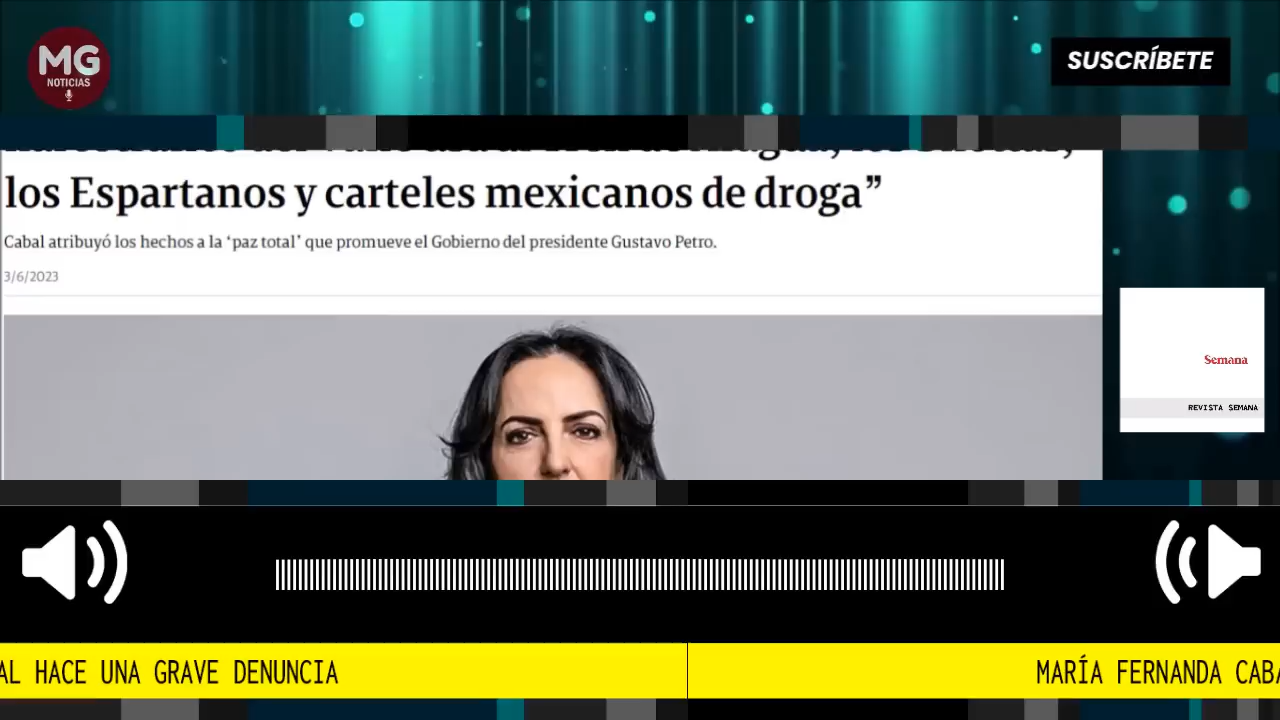 MG
NOTICIAS
SUSCRÍBETE
los Espartanos y carteles mexicanos de droga”
Cabal atribuyó los hechos a la ‘paz total’ que promueve el Gobierno del presidente Gustavo Petro.
3/6/2023
Semana
REVISTA SEMANA
AL HACE UNA GRAVE DENUNCIA
MARÍA FERNANDA CABA